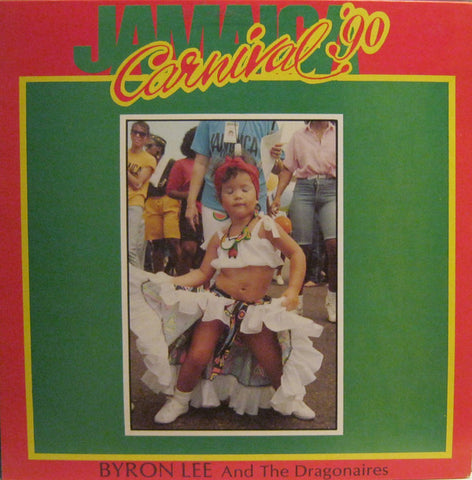 JAMAICA
Carnival '90
JAMAICA
BYRON LEE And The Dragonaires